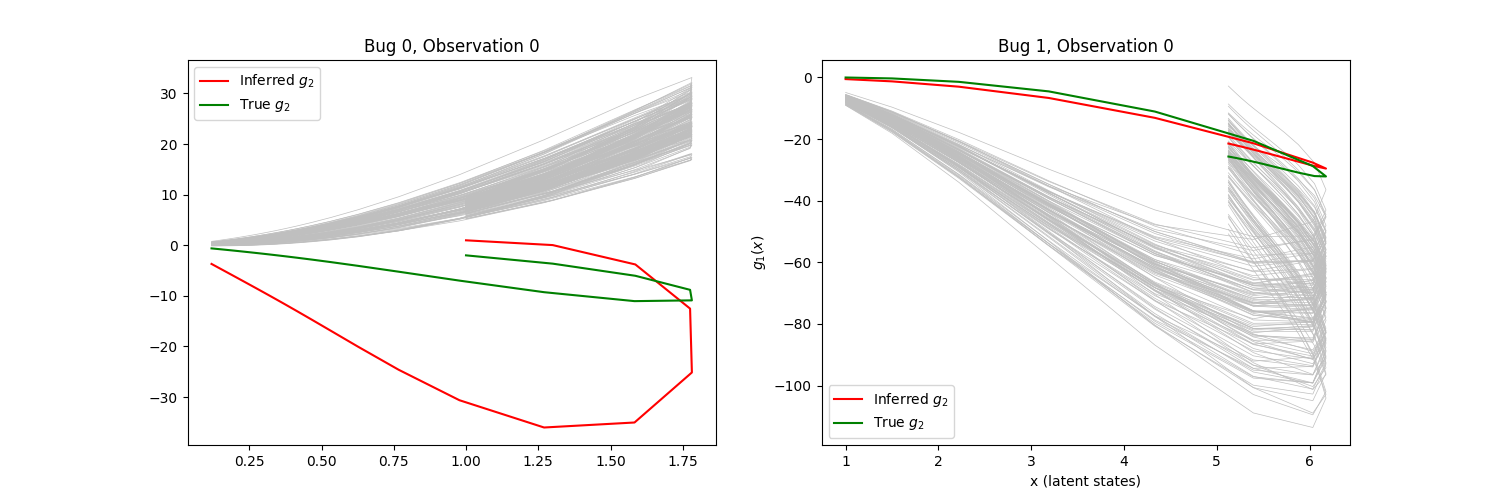 Bug 0, Observation 0
Inferred g₂
True g₂
30
20
10
0
−10
−20
−30
0.25 0.50 0.75 1.00 1.25 1.50 1.75
Bug 1, Observation 0
0
−20
−40
−60
−80
−100
g₁(x)
Inferred g₂
True g₂
1 2 3 4 5 6
x (latent states)